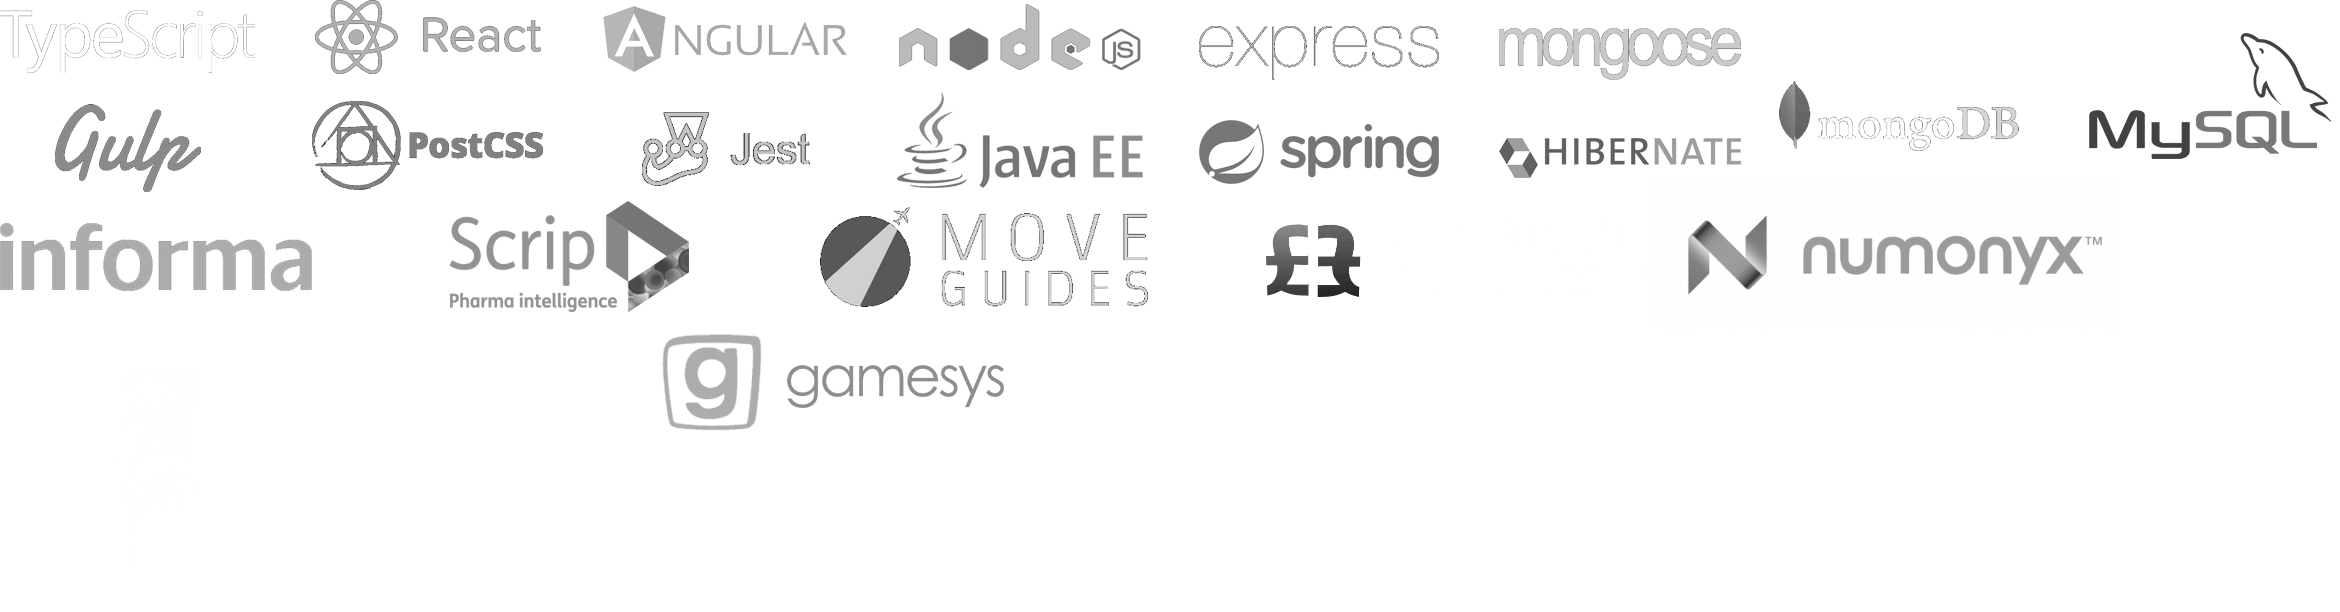 TypeScript React ANGULAR node JS express mongoose
Gulp PostCSS Jest Java EE spring HIBERNATE mongoDB MySQL
informa Scrip MOVE ££ numonyx™
Pharma intelligence GUIDES
g gamesys